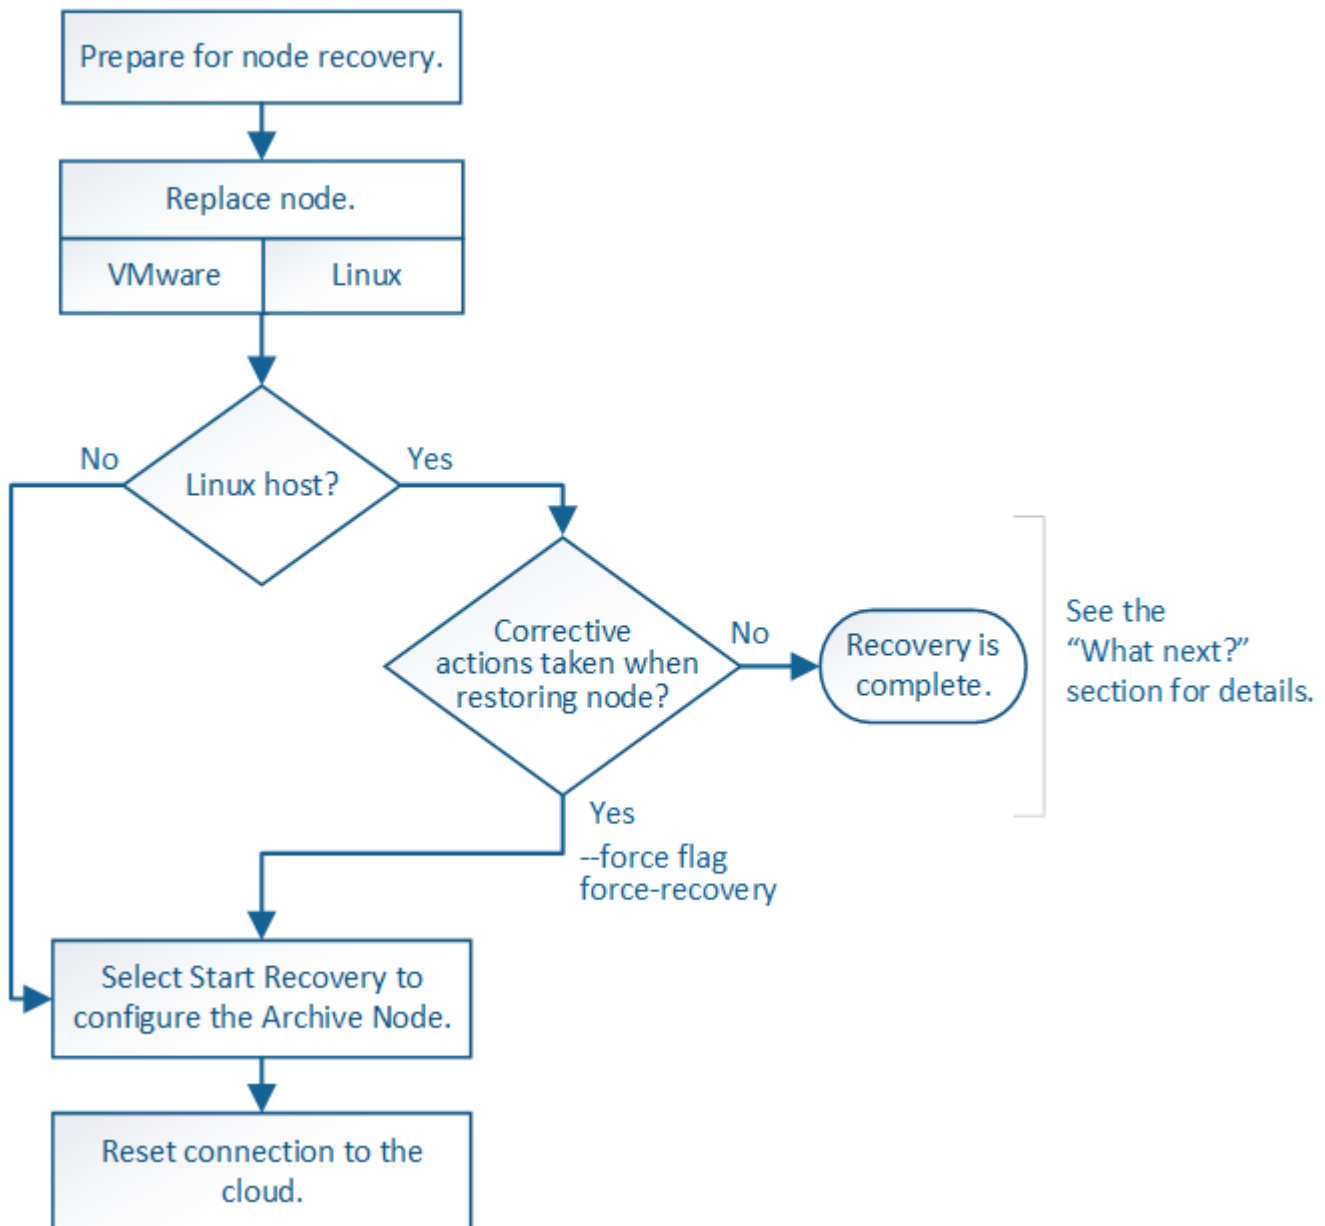 Prepare for node recovery.
Replace node.
VMware
Linux
No
Yes
Linux host?
Corrective
actions taken when
restoring node?
No
Recovery is
complete.
See the
“What next?”
section for details.
Yes
--force flag
force-recovery
Select Start Recovery to
configure the Archive Node.
Reset connection to the
cloud.